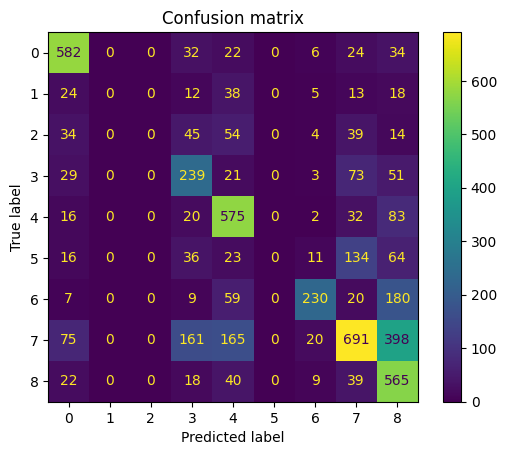 Confusion matrix
0 582 0 0 32 22 0 6 24 34
1 24 0 0 12 38 0 5 13 18
2 34 0 0 45 54 0 4 39 14
3 29 0 0 239 21 0 3 73 51
4 16 0 0 20 575 0 2 32 83
5 16 0 0 36 23 0 11 134 64
6 7 0 0 9 59 0 230 20 180
7 75 0 0 161 165 0 20 691 398
8 22 0 0 18 40 0 9 39 565
0 1 2 3 4 5 6 7 8
True label
Predicted label
600
500
400
300
200
100
0